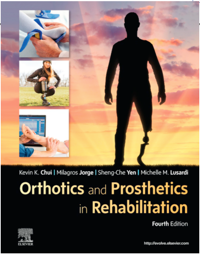 Kevin K. Chui | Milagros Jorge | Sheng-Che Yen | Michelle M. Lusardi
Orthotics and Prosthetics
in Rehabilitation
Fourth Edition
ELSEVIER
http://evolve.elsevier.com